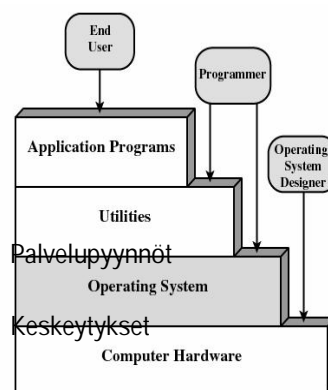 End
User
Programmer
Operating
System
Designer
Application Programs
Utilities
Palvelupyynnöt
Operating System
Keskeytykset
Computer Hardware